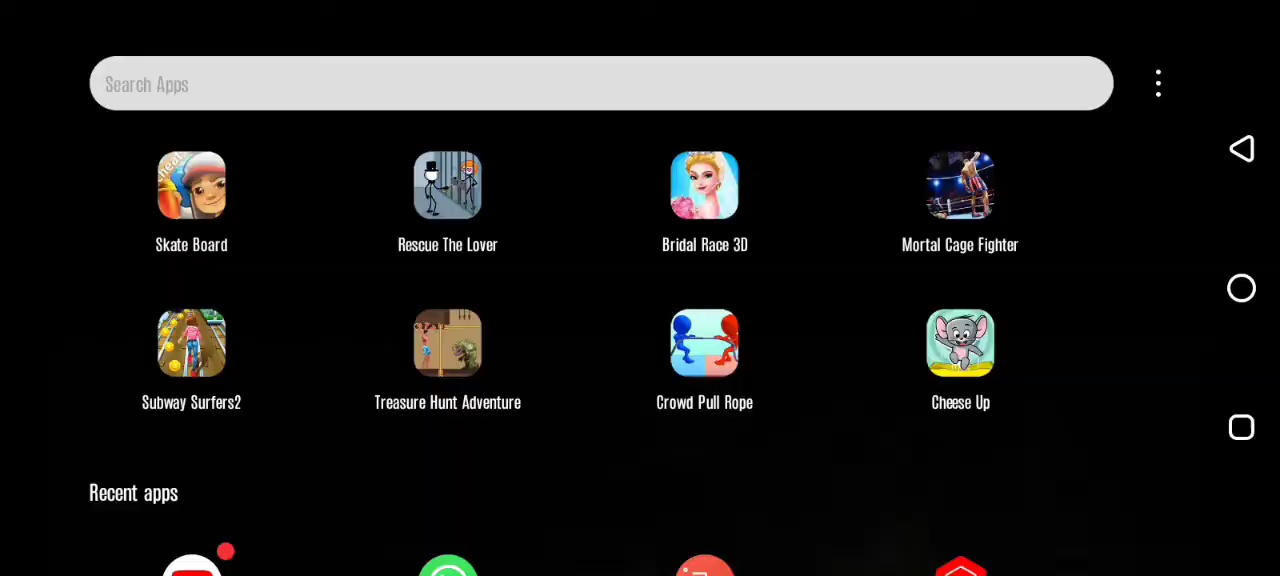 Search Apps
Skate Board
Rescue The Lover
Bridal Race 3D
Mortal Cage Fighter
Subway Surfers2
Treasure Hunt Adventure
Crowd Pull Rope
Cheese Up
Recent apps